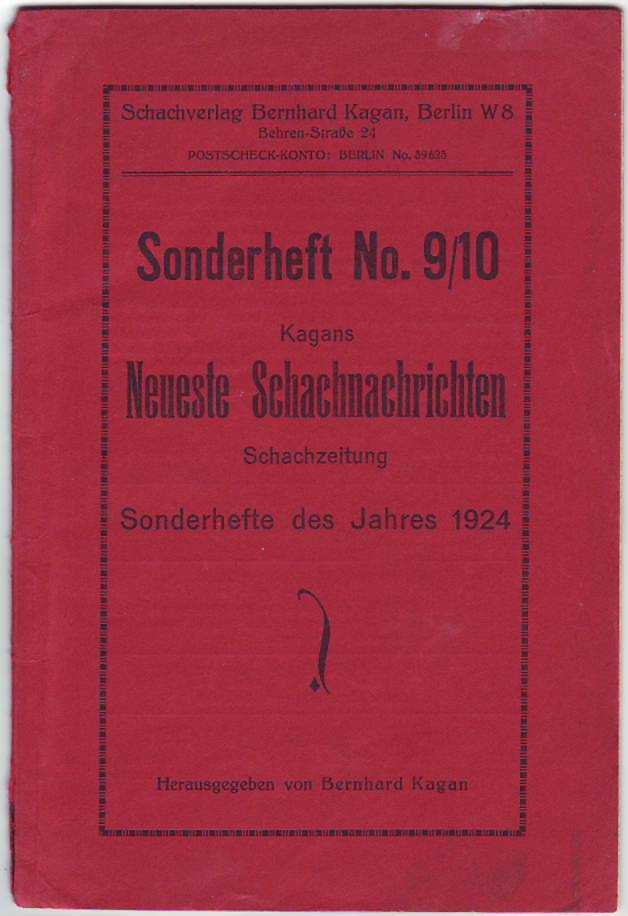 Schachverlag Bernhard Kagan, Berlin W 8
Behren-Straße 24
POSTSCHECK-KONTO: BERLIN No. 59625
Sonderheft No. 9/10
Kagans
Neueste Schachnachrichten
Schachzeitung
Sonderhefte des Jahres 1924
Herausgegeben von Bernhard Kagan